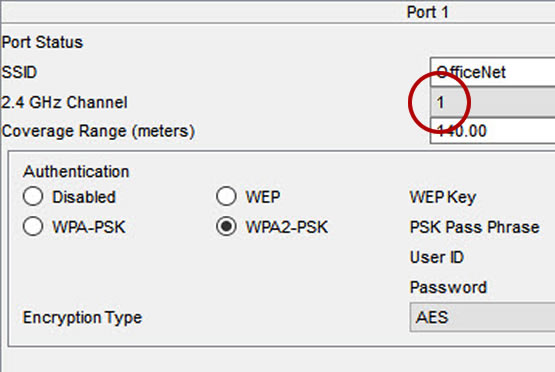 Port 1
Port Status
SSID OfficeNet
2.4 GHz Channel 1
Coverage Range (meters) 140.00
Authentication
Disabled WEP WEP Key
WPA-PSK WPA2-PSK PSK Pass Phrase
User ID
Password
Encryption Type AES